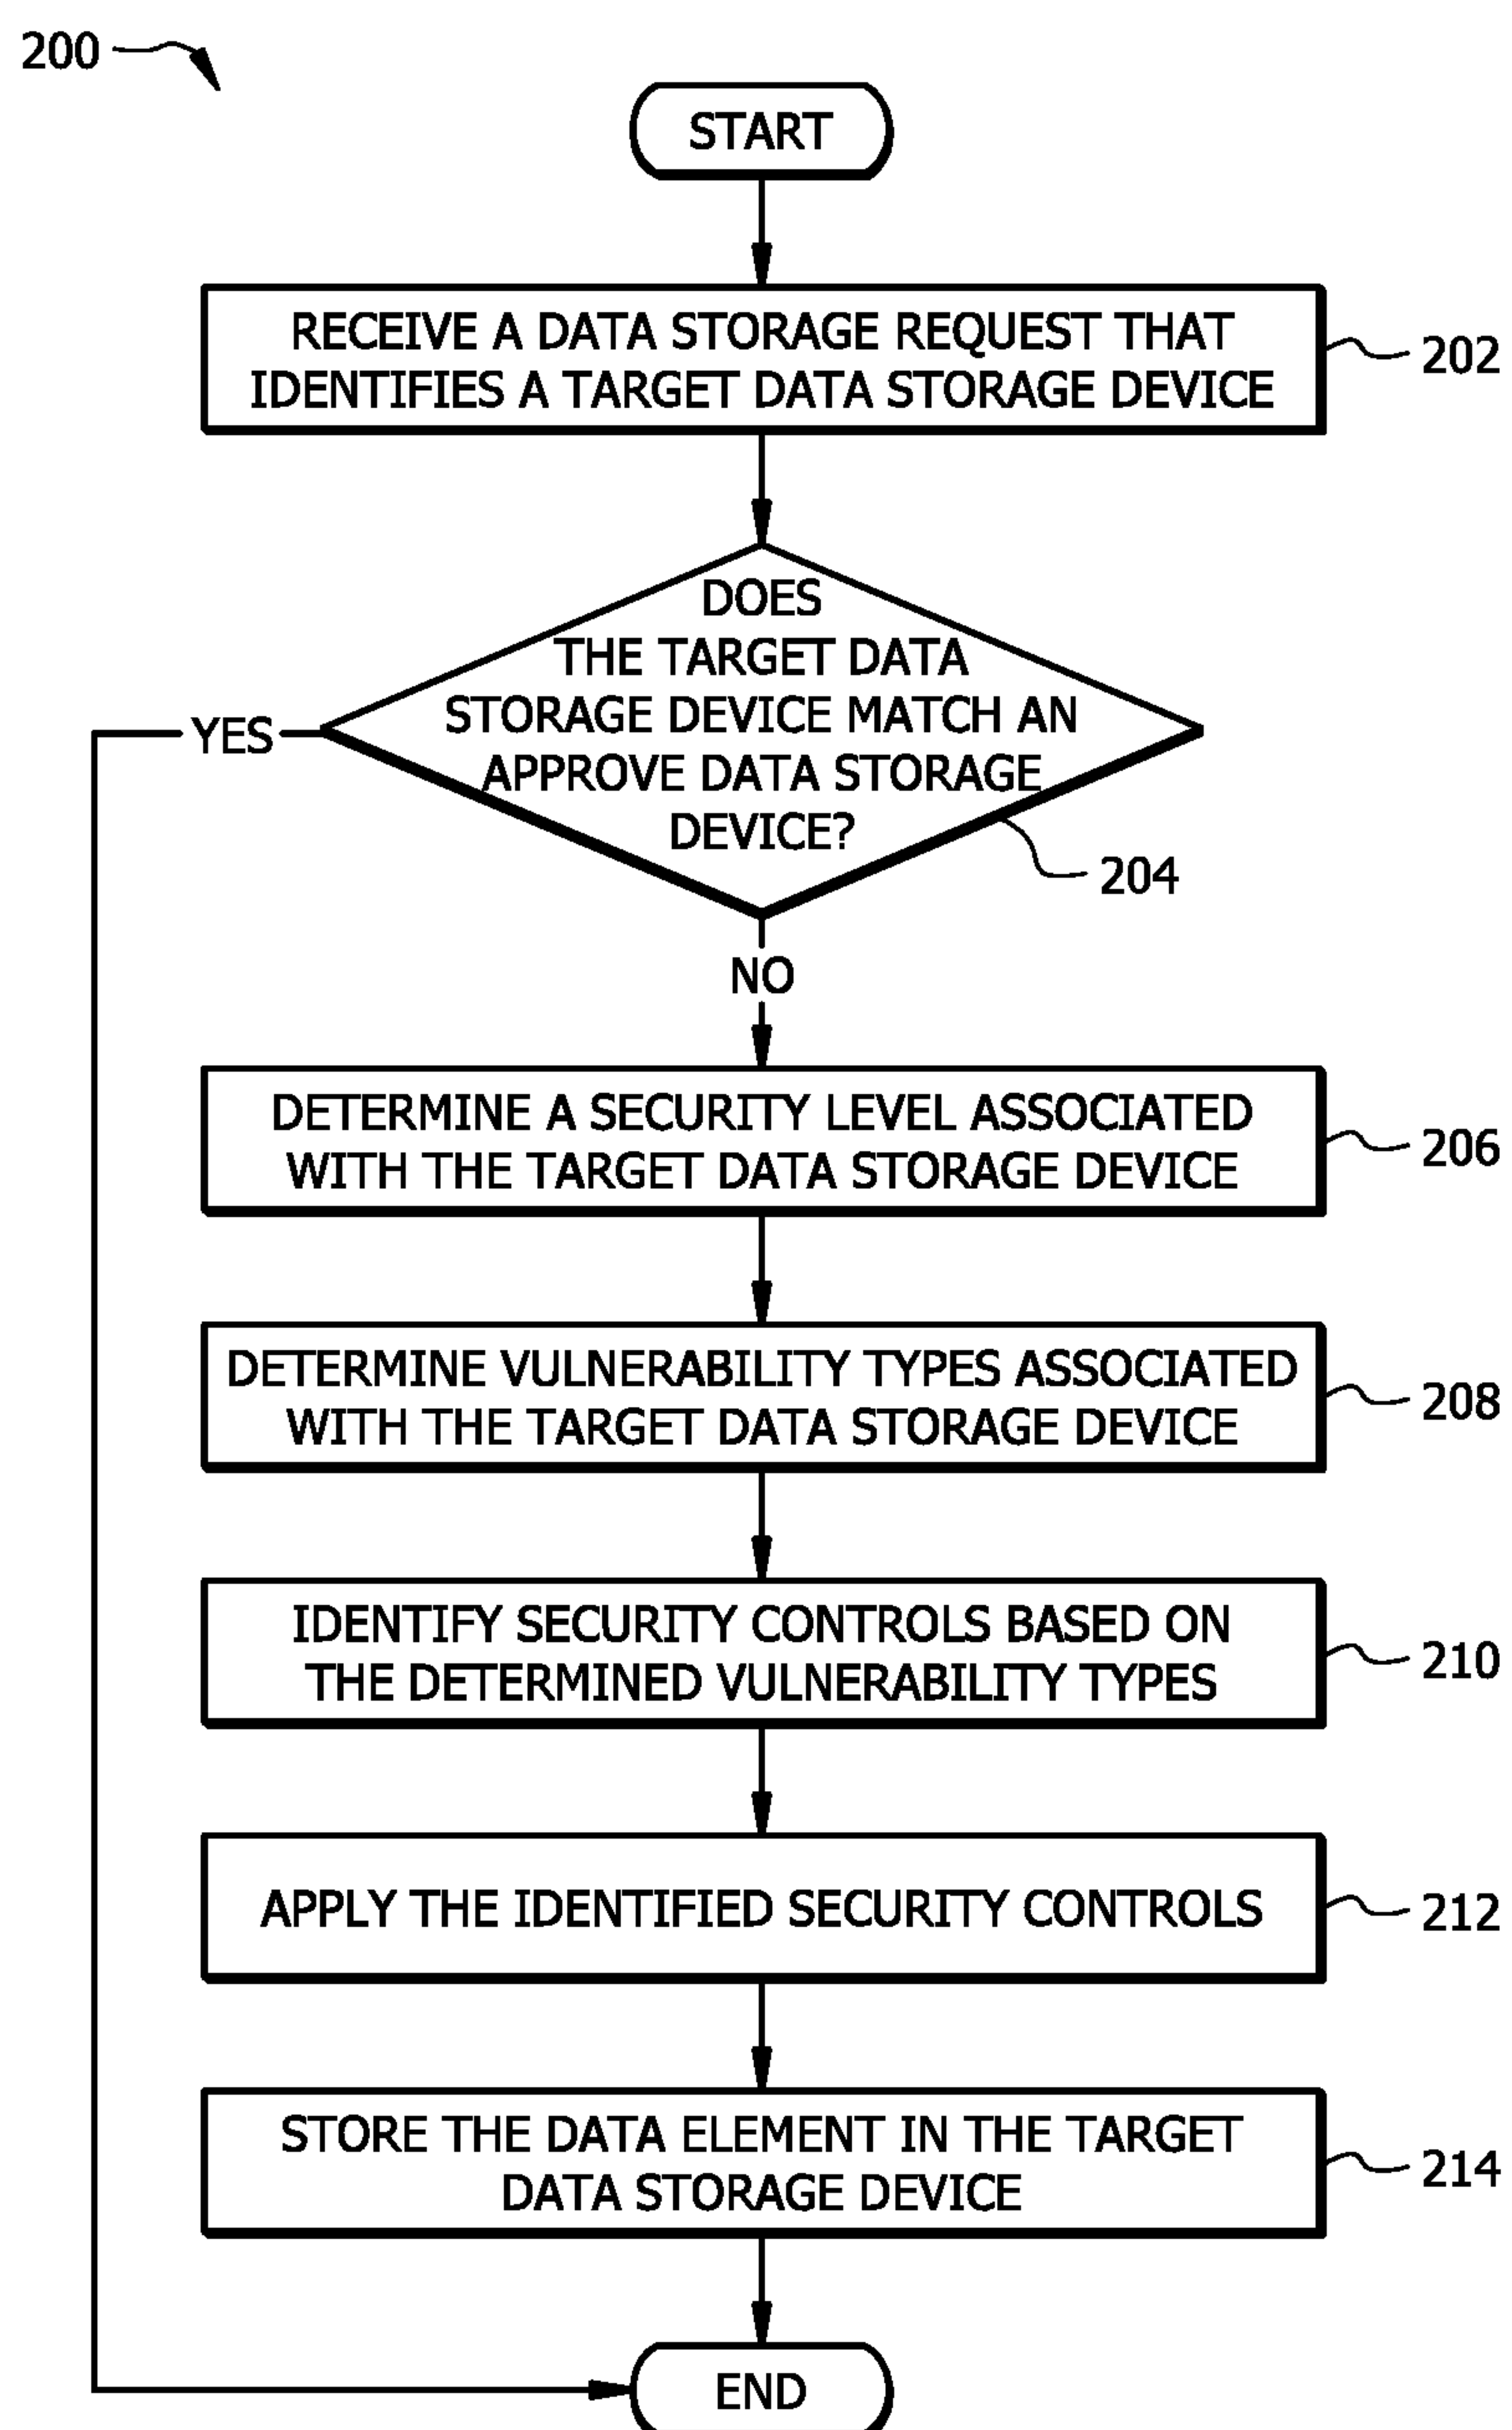 200
START
RECEIVE A DATA STORAGE REQUEST THAT
IDENTIFIES A TARGET DATA STORAGE DEVICE
202
DOES
THE TARGET DATA
STORAGE DEVICE MATCH AN
APPROVE DATA STORAGE
DEVICE?
YES
204
NO
DETERMINE A SECURITY LEVEL ASSOCIATED
WITH THE TARGET DATA STORAGE DEVICE
206
DETERMINE VULNERABILITY TYPES ASSOCIATED
WITH THE TARGET DATA STORAGE DEVICE
208
IDENTIFY SECURITY CONTROLS BASED ON
THE DETERMINED VULNERABILITY TYPES
210
APPLY THE IDENTIFIED SECURITY CONTROLS
212
STORE THE DATA ELEMENT IN THE TARGET
DATA STORAGE DEVICE
214
END